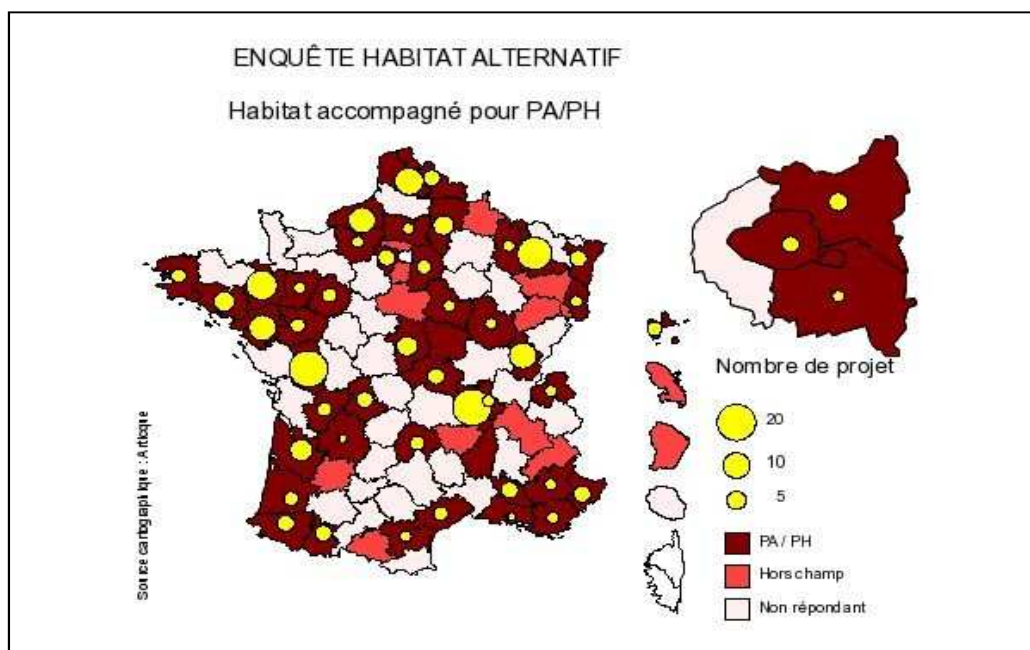 ENQUÊTE HABITAT ALTERNATIF
Habitat accompagné pour PA/PH
Nombre de projet
20
10
5
PA / PH
Hors champ
Non répondant
Source cartographique : Articque